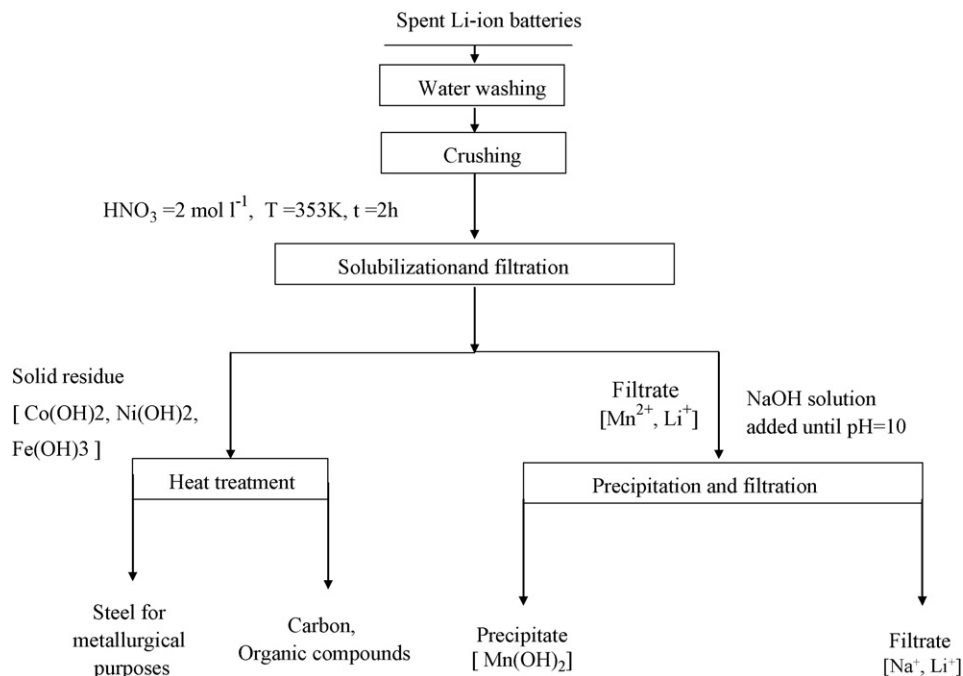 Spent Li-ion batteries
Water washing
Crushing
HNO₃ =2 mol l⁻¹, T =353K, t =2h
Solubilizationand filtration
Solid residue
[ Co(OH)2, Ni(OH)2,
Fe(OH)3 ]
Filtrate
[Mn²⁺, Li⁺]
NaOH solution
added until pH=10
Heat treatment
Precipitation and filtration
Steel for
metallurgical
purposes
Carbon,
Organic compounds
Precipitate
[ Mn(OH)₂]
Filtrate
[Na⁺, Li⁺]